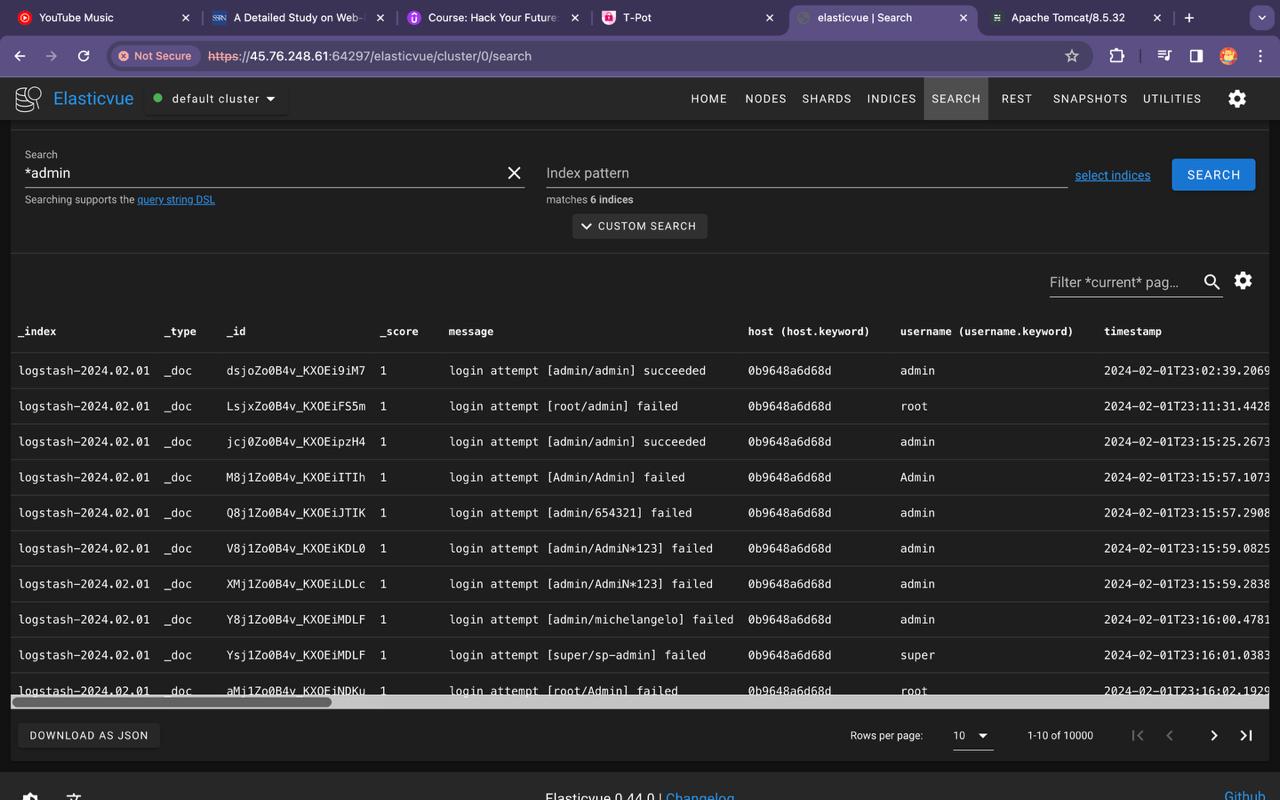 YouTube Music
A Detailed Study on Web-
Course: Hack Your Future:
T-Pot
elasticvue | Search
Apache Tomcat/8.5.32
Not Secure https://45.76.248.61:64297/elasticvue/cluster/0/search
Elasticvue default cluster HOME NODES SHARDS INDICES SEARCH REST SNAPSHOTS UTILITIES
Search
*admin
Index pattern
select indices
SEARCH
Searching supports the query string DSL
matches 6 indices
CUSTOM SEARCH
Filter *current* pag...
_index _type _id _score message host (host.keyword) username (username.keyword) timestamp
logstash-2024.02.01 _doc dsjoZo0B4v_KXOEi9iM7 1 login attempt [admin/admin] succeeded 0b9648a6d68d admin 2024-02-01T23:02:39.2069
logstash-2024.02.01 _doc LsjxZo0B4v_KXOEiFS5m 1 login attempt [root/admin] failed 0b9648a6d68d root 2024-02-01T23:11:31.4428
logstash-2024.02.01 _doc jcj0Zo0B4v_KXOEipzH4 1 login attempt [admin/admin] succeeded 0b9648a6d68d admin 2024-02-01T23:15:25.2673
logstash-2024.02.01 _doc M8j1Zo0B4v_KXOEiITIh 1 login attempt [Admin/Admin] failed 0b9648a6d68d Admin 2024-02-01T23:15:57.1073
logstash-2024.02.01 _doc Q8j1Zo0B4v_KXOEiJTIK 1 login attempt [admin/654321] failed 0b9648a6d68d admin 2024-02-01T23:15:57.2908
logstash-2024.02.01 _doc V8j1Zo0B4v_KXOEiKDL0 1 login attempt [admin/AdmiN*123] failed 0b9648a6d68d admin 2024-02-01T23:15:59.0825
logstash-2024.02.01 _doc XMj1Zo0B4v_KXOEiLDLc 1 login attempt [admin/AdmiN*123] failed 0b9648a6d68d admin 2024-02-01T23:15:59.2838
logstash-2024.02.01 _doc Y8j1Zo0B4v_KXOEiMDLF 1 login attempt [admin/michelangelo] failed 0b9648a6d68d admin 2024-02-01T23:16:00.4781
logstash-2024.02.01 _doc Ysj1Zo0B4v_KXOEiMDLF 1 login attempt [super/sp-admin] failed 0b9648a6d68d super 2024-02-01T23:16:01.0383
logstash-2024.02.01 _doc aMj1Zo0B4v_KXOEiNDKu 1 login attempt [root/Admin] failed 0b9648a6d68d root 2024-02-01T23:16:02.1929
DOWNLOAD AS JSON Rows per page: 10 1-10 of 10000
Elasticvue 0.44.0 | Changelog
Github